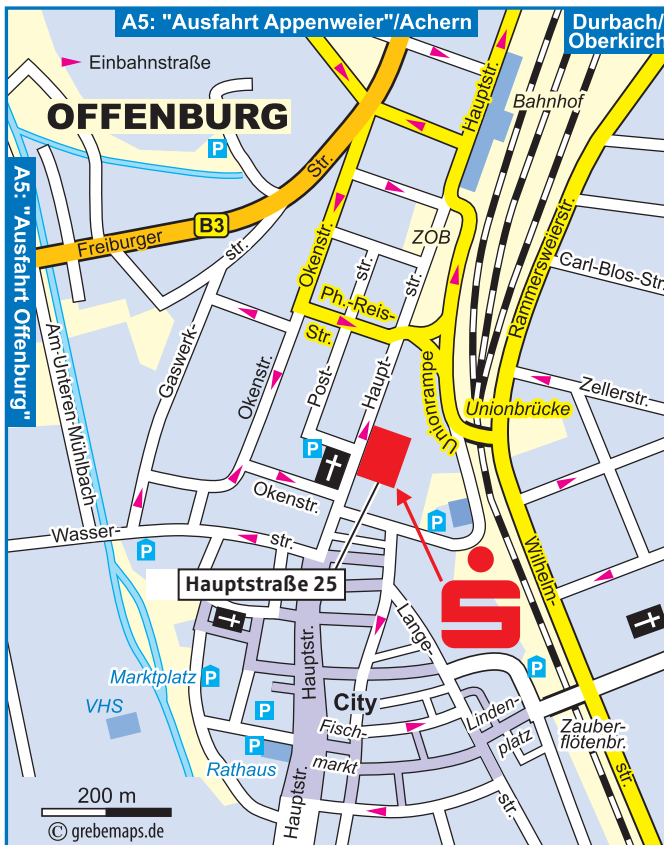 A5: "Ausfahrt Appenweier"/Achern
Durbach/
Oberkirch
Einbahnstraße
OFFENBURG
P
A5: "Ausfahrt Offenburg"
Freiburger
B3
Str.
Hauptstr.
Bahnhof
ZOB
Okenstr.
Ph.-Reis-
Str.
Rammersweierstr.
Carl-Blos-Str.
Zellerstr.
Unionbrücke
Unionrampe
Gaswerk-
str.
Okenstr.
Post-
str.
Haupt-
str.
Am-Unteren-Mühlbach
P
Okenstr.
Wasser-
str.
P
P
Hauptstraße 25
Wilhelm-
str.
Lange-
str.
Hauptstr.
Marktplatz
P
VHS
P
P
Rathaus
City
Fisch-
markt
Linden-
platz
P
Zauber-
flötenbr.
Hauptstr.
200 m
© grebemaps.de